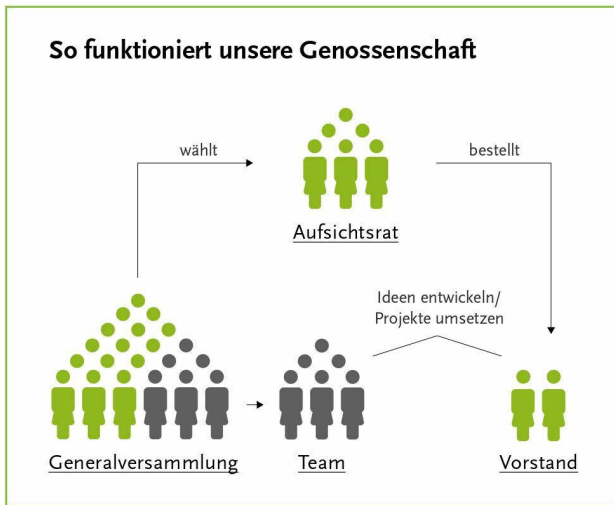 So funktioniert unsere Genossenschaft
wählt
bestellt
Aufsichtsrat
Ideen entwickeln/
Projekte umsetzen
Generalversammlung
Team
Vorstand